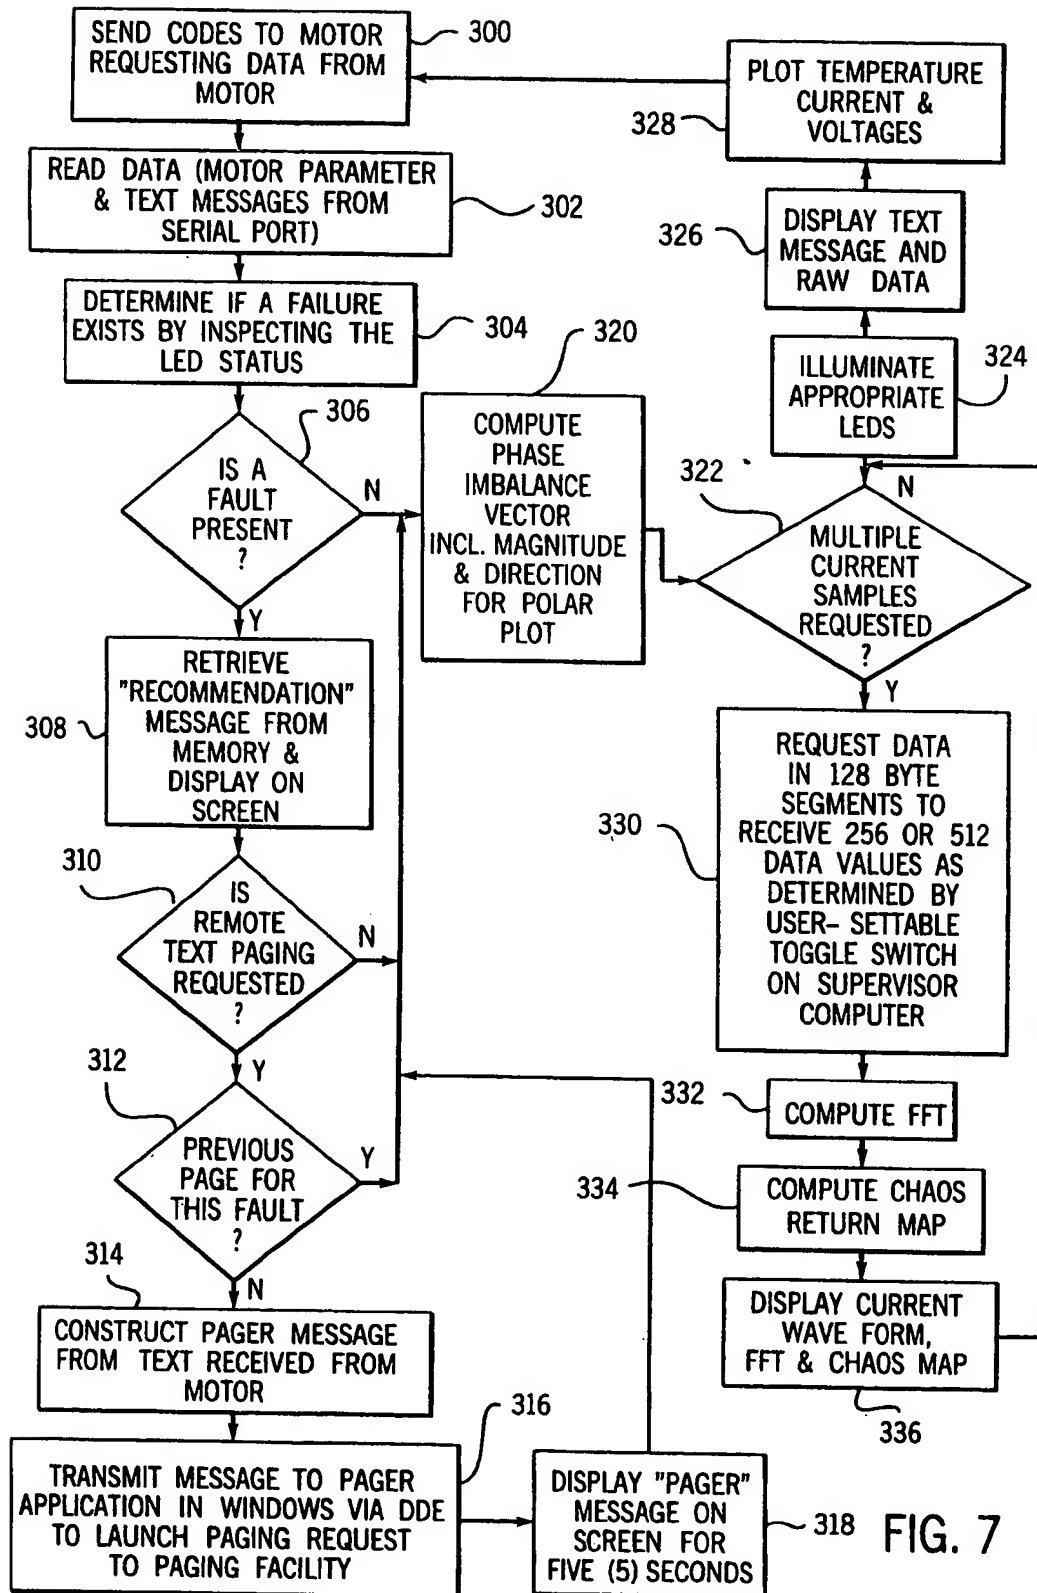 SEND CODES TO MOTOR
REQUESTING DATA FROM
MOTOR
300
READ DATA (MOTOR PARAMETER
& TEXT MESSAGES FROM
SERIAL PORT)
302
DETERMINE IF A FAILURE
EXISTS BY INSPECTING THE
LED STATUS
304
306
IS A
FAULT
PRESENT
?
N
Y
RETRIEVE
"RECOMMENDATION"
MESSAGE FROM
MEMORY &
DISPLAY ON
SCREEN
308
310
IS
REMOTE
TEXT PAGING
REQUESTED
?
N
Y
312
PREVIOUS
PAGE FOR
THIS FAULT
?
Y
N
314
CONSTRUCT PAGER MESSAGE
FROM TEXT RECEIVED FROM
MOTOR
316
TRANSMIT MESSAGE TO PAGER
APPLICATION IN WINDOWS VIA DDE
TO LAUNCH PAGING REQUEST
TO PAGING FACILITY
DISPLAY "PAGER"
MESSAGE ON
SCREEN FOR
FIVE (5) SECONDS
318
320
COMPUTE
PHASE
IMBALANCE
VECTOR
INCL. MAGNITUDE
& DIRECTION
FOR POLAR
PLOT
PLOT TEMPERATURE
CURRENT &
VOLTAGES
328
DISPLAY TEXT
MESSAGE AND
RAW DATA
326
ILLUMINATE
APPROPRIATE
LEDS
324
322
N
MULTIPLE
CURRENT
SAMPLES
REQUESTED
?
Y
REQUEST DATA
IN 128 BYTE
SEGMENTS TO
RECEIVE 256 OR 512
DATA VALUES AS
DETERMINED BY
USER- SETTABLE
TOGGLE SWITCH
ON SUPERVISOR
COMPUTER
330
332
COMPUTE FFT
334
COMPUTE CHAOS
RETURN MAP
DISPLAY CURRENT
WAVE FORM,
FFT & CHAOS MAP
336
FIG. 7